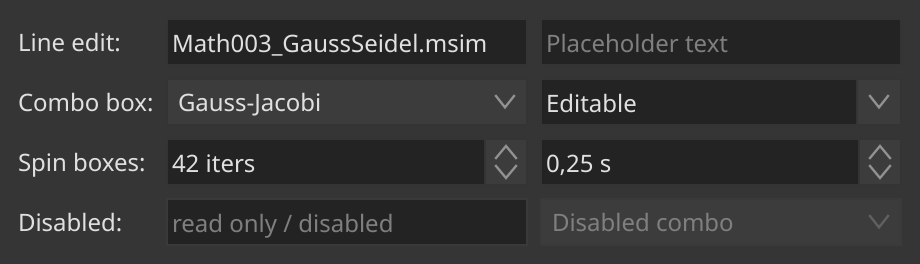 Line edit: Math003_GaussSeidel.msim Placeholder text
Combo box: Gauss-Jacobi Editable
Spin boxes: 42 iters 0,25 s
Disabled: read only / disabled Disabled combo